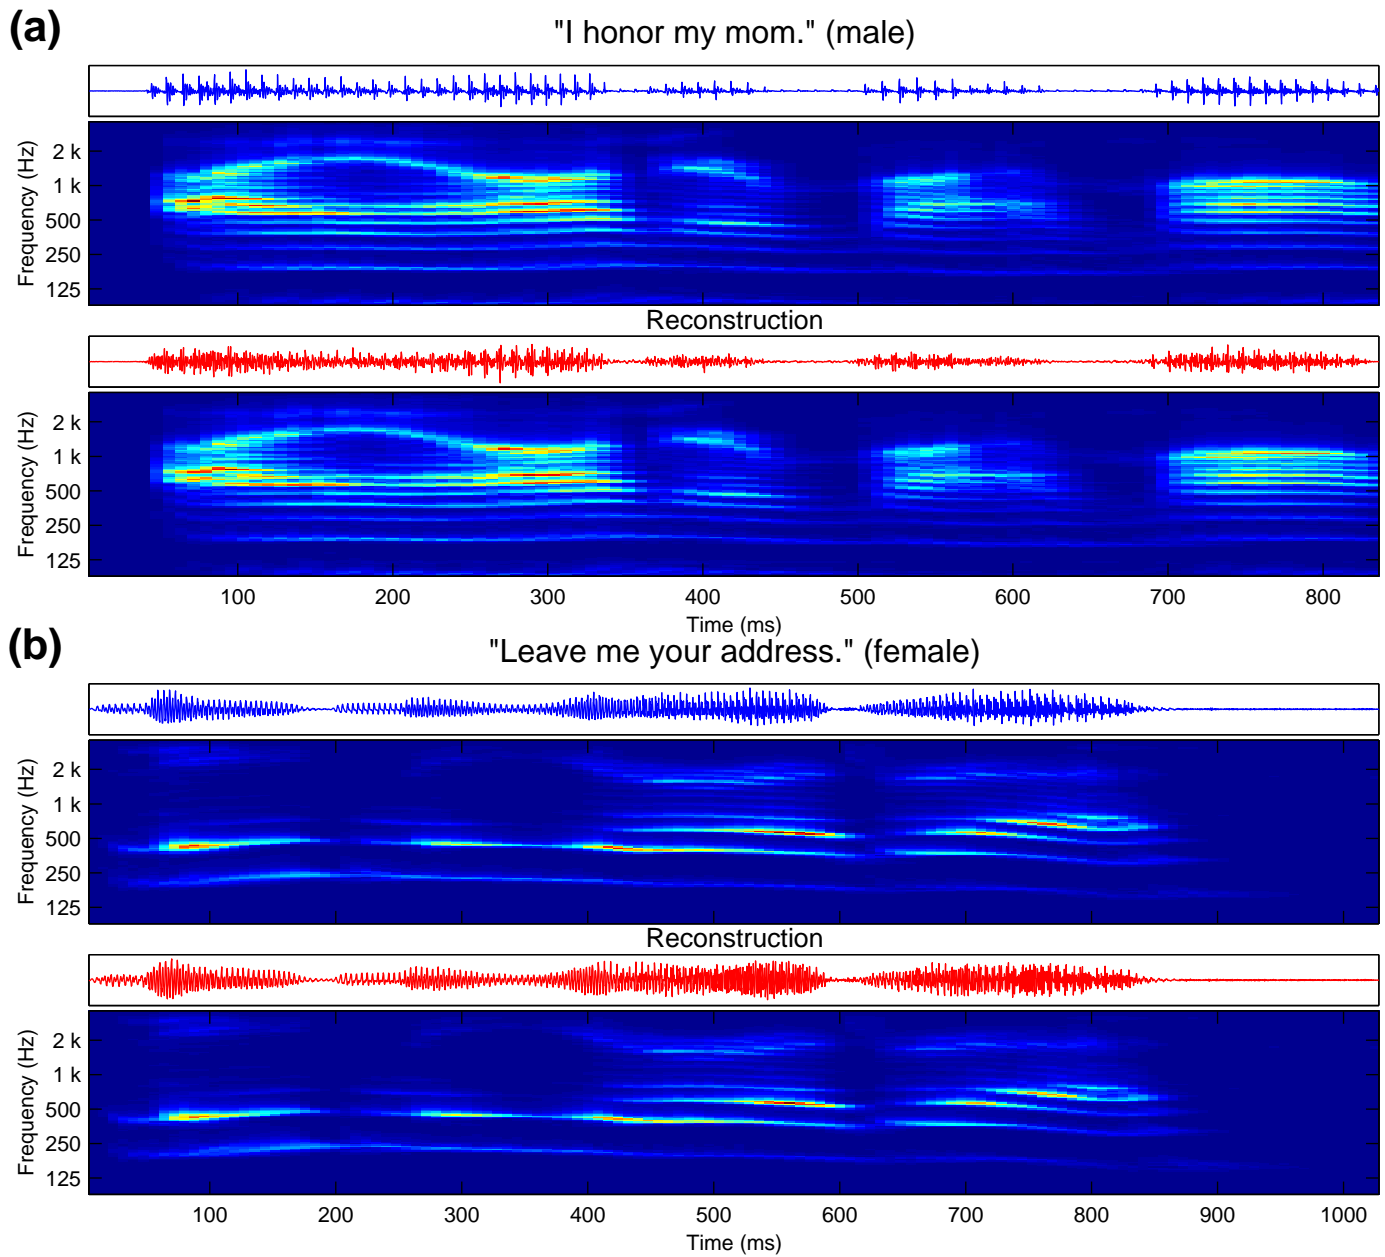 (a)
"I honor my mom." (male)
Frequency (Hz)
2 k
1 k
500
250
125
Reconstruction
Frequency (Hz)
2 k
1 k
500
250
125
100 200 300 400 500 600 700 800
Time (ms)
(b)
"Leave me your address." (female)
Frequency (Hz)
2 k
1 k
500
250
125
Reconstruction
Frequency (Hz)
2 k
1 k
500
250
125
100 200 300 400 500 600 700 800 900 1000
Time (ms)